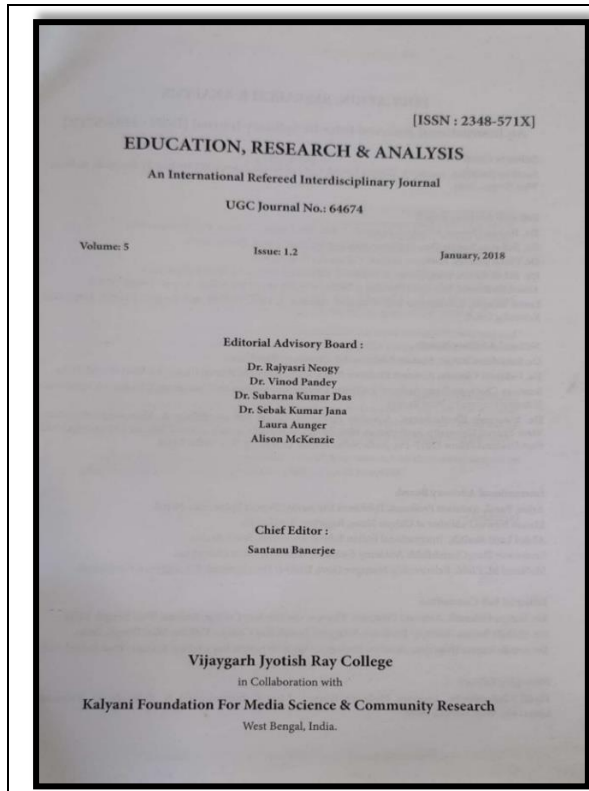 [ISSN : 2348-571X]
EDUCATION, RESEARCH & ANALYSIS
An International Refereed Interdisciplinary Journal
UGC Journal No.: 64674
Volume: 5 Issue: 1.2 January, 2018
Editorial Advisory Board :
Dr. Rajyasri Neogy
Dr. Vinod Pandey
Dr. Subarna Kumar Das
Dr. Sebak Kumar Jana
Laura Aunger
Alison McKenzie
Chief Editor :
Santanu Banerjee
Vijaygarh Jyotish Ray College
in Collaboration with
Kalyani Foundation For Media Science & Community Research
West Bengal, India.